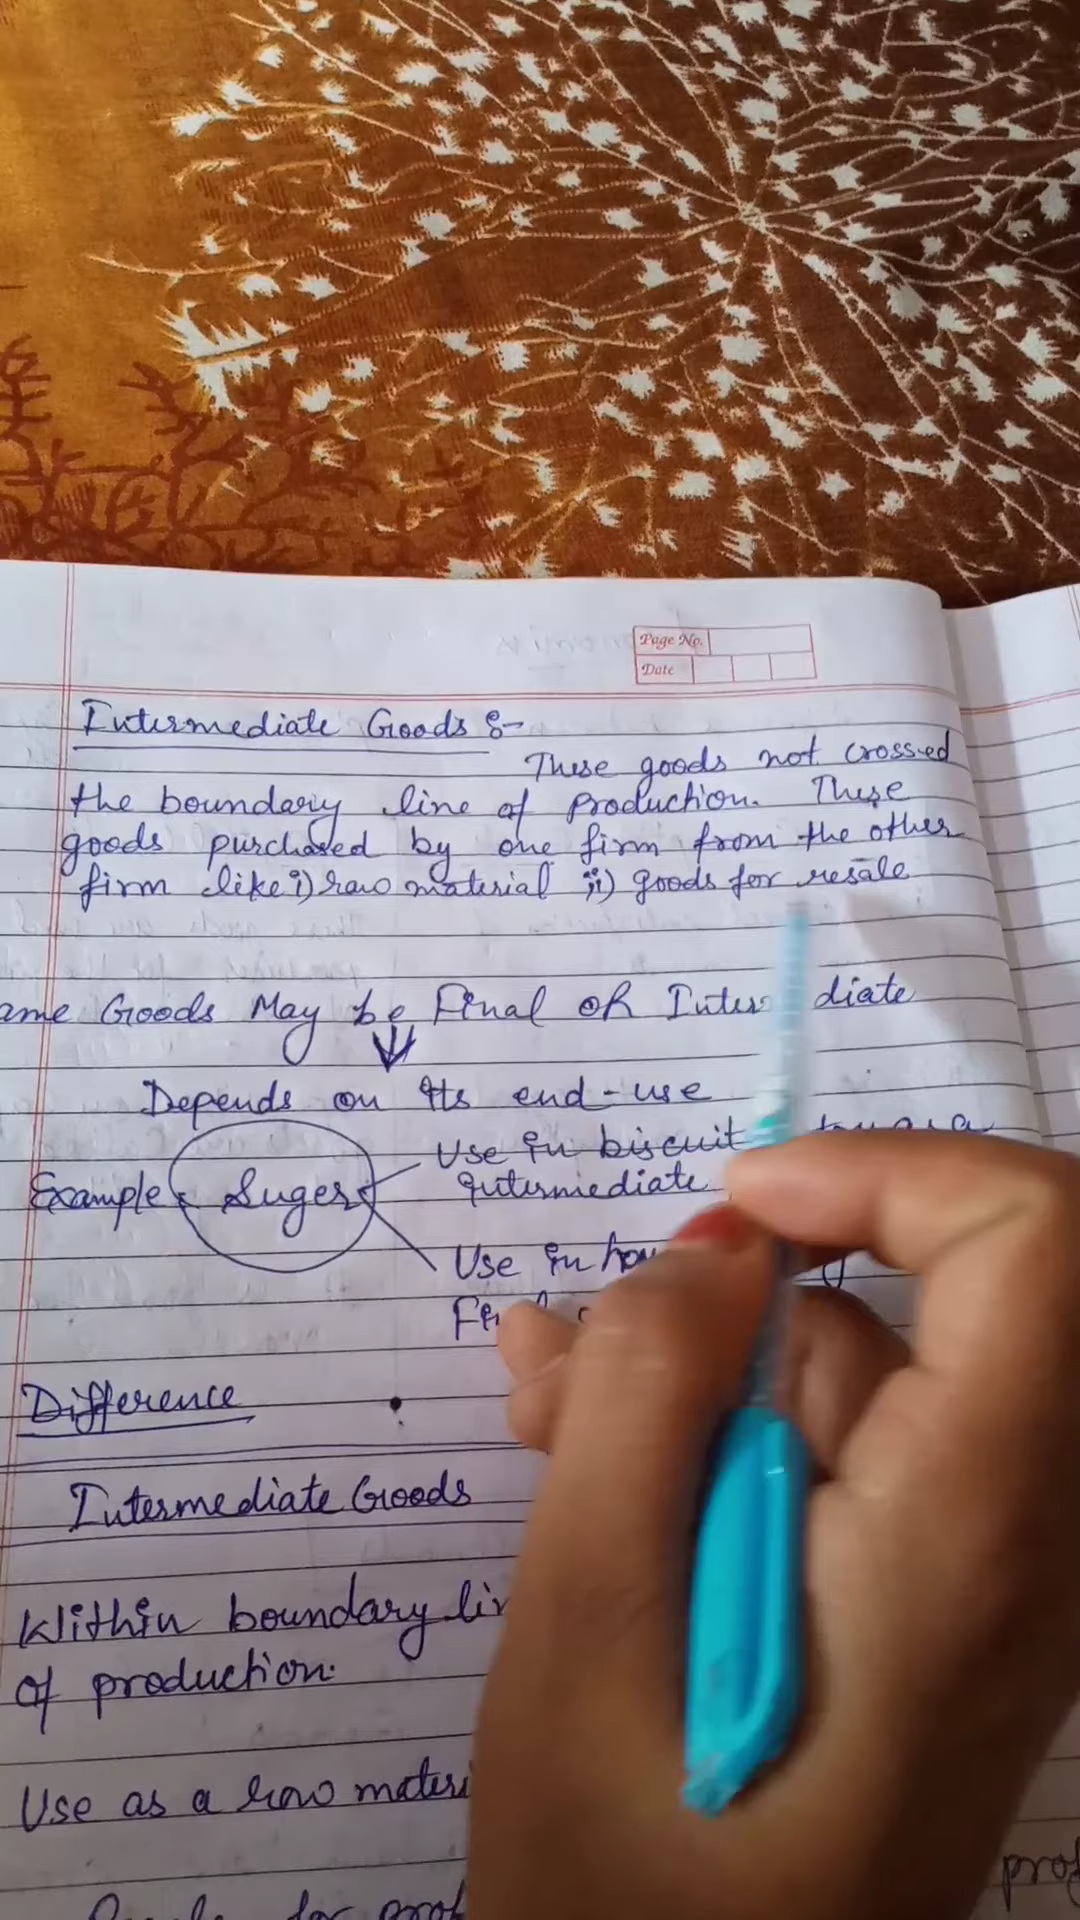 Page No.
Date
Intermediate Goods :-
These goods not crossed
the boundary line of production. These
goods purchased by one firm from the other
firm like i) raw material ii) goods for resale
ame Goods May be Final or Inter diate
Depends on its end-use
Use in biscuit
Example : Suger
intermediate
Use in
Difference
Intermediate Goods
Within boundary
of production.
Use as a raw
for